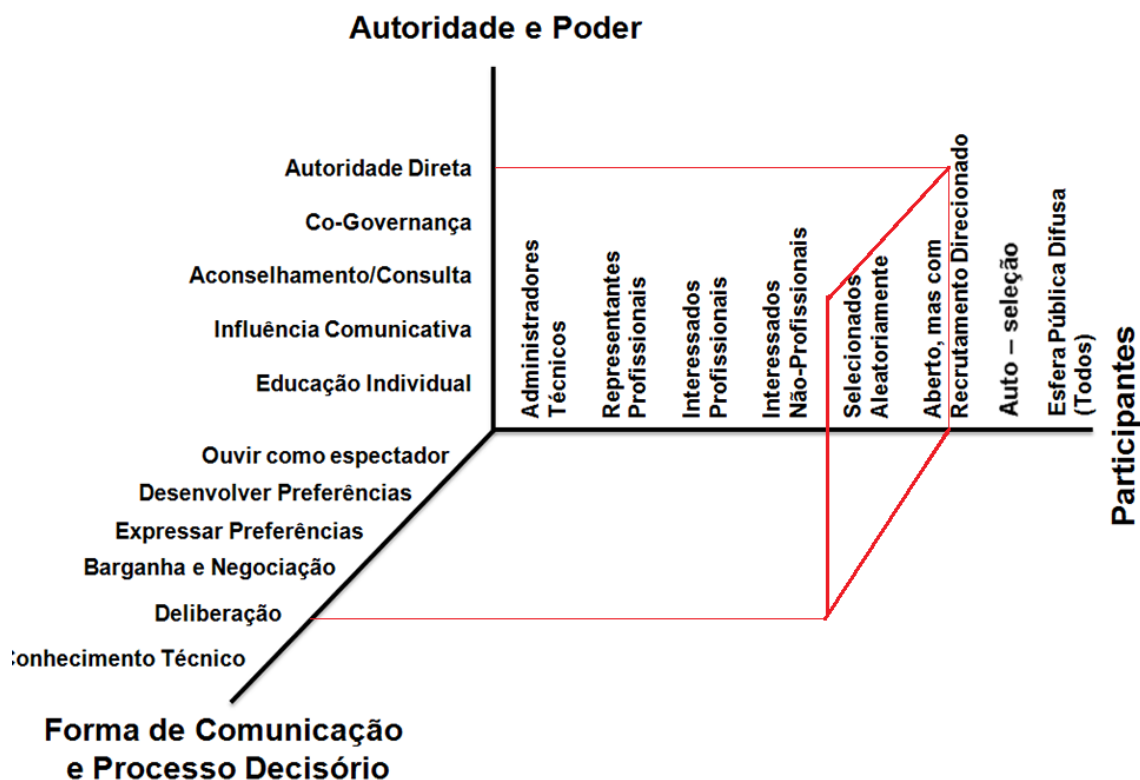 Autoridade e Poder
Autoridade Direta
Co-Governança
Aconselhamento/Consulta
Influência Comunicativa
Educação Individual
Administradores
Técnicos
Representantes
Profissionais
Interessados
Profissionais
Interessados
Não-Profissionais
Selecionados
Aleatoriamente
Aberto, mas com
Recrutamento Direcionado
Auto – seleção
Esfera Pública Difusa
(Todos)
Participantes
Ouvir como espectador
Desenvolver Preferências
Expressar Preferências
Barganha e Negociação
Deliberação
onhecimento Técnico
Forma de Comunicação
e Processo Decisório